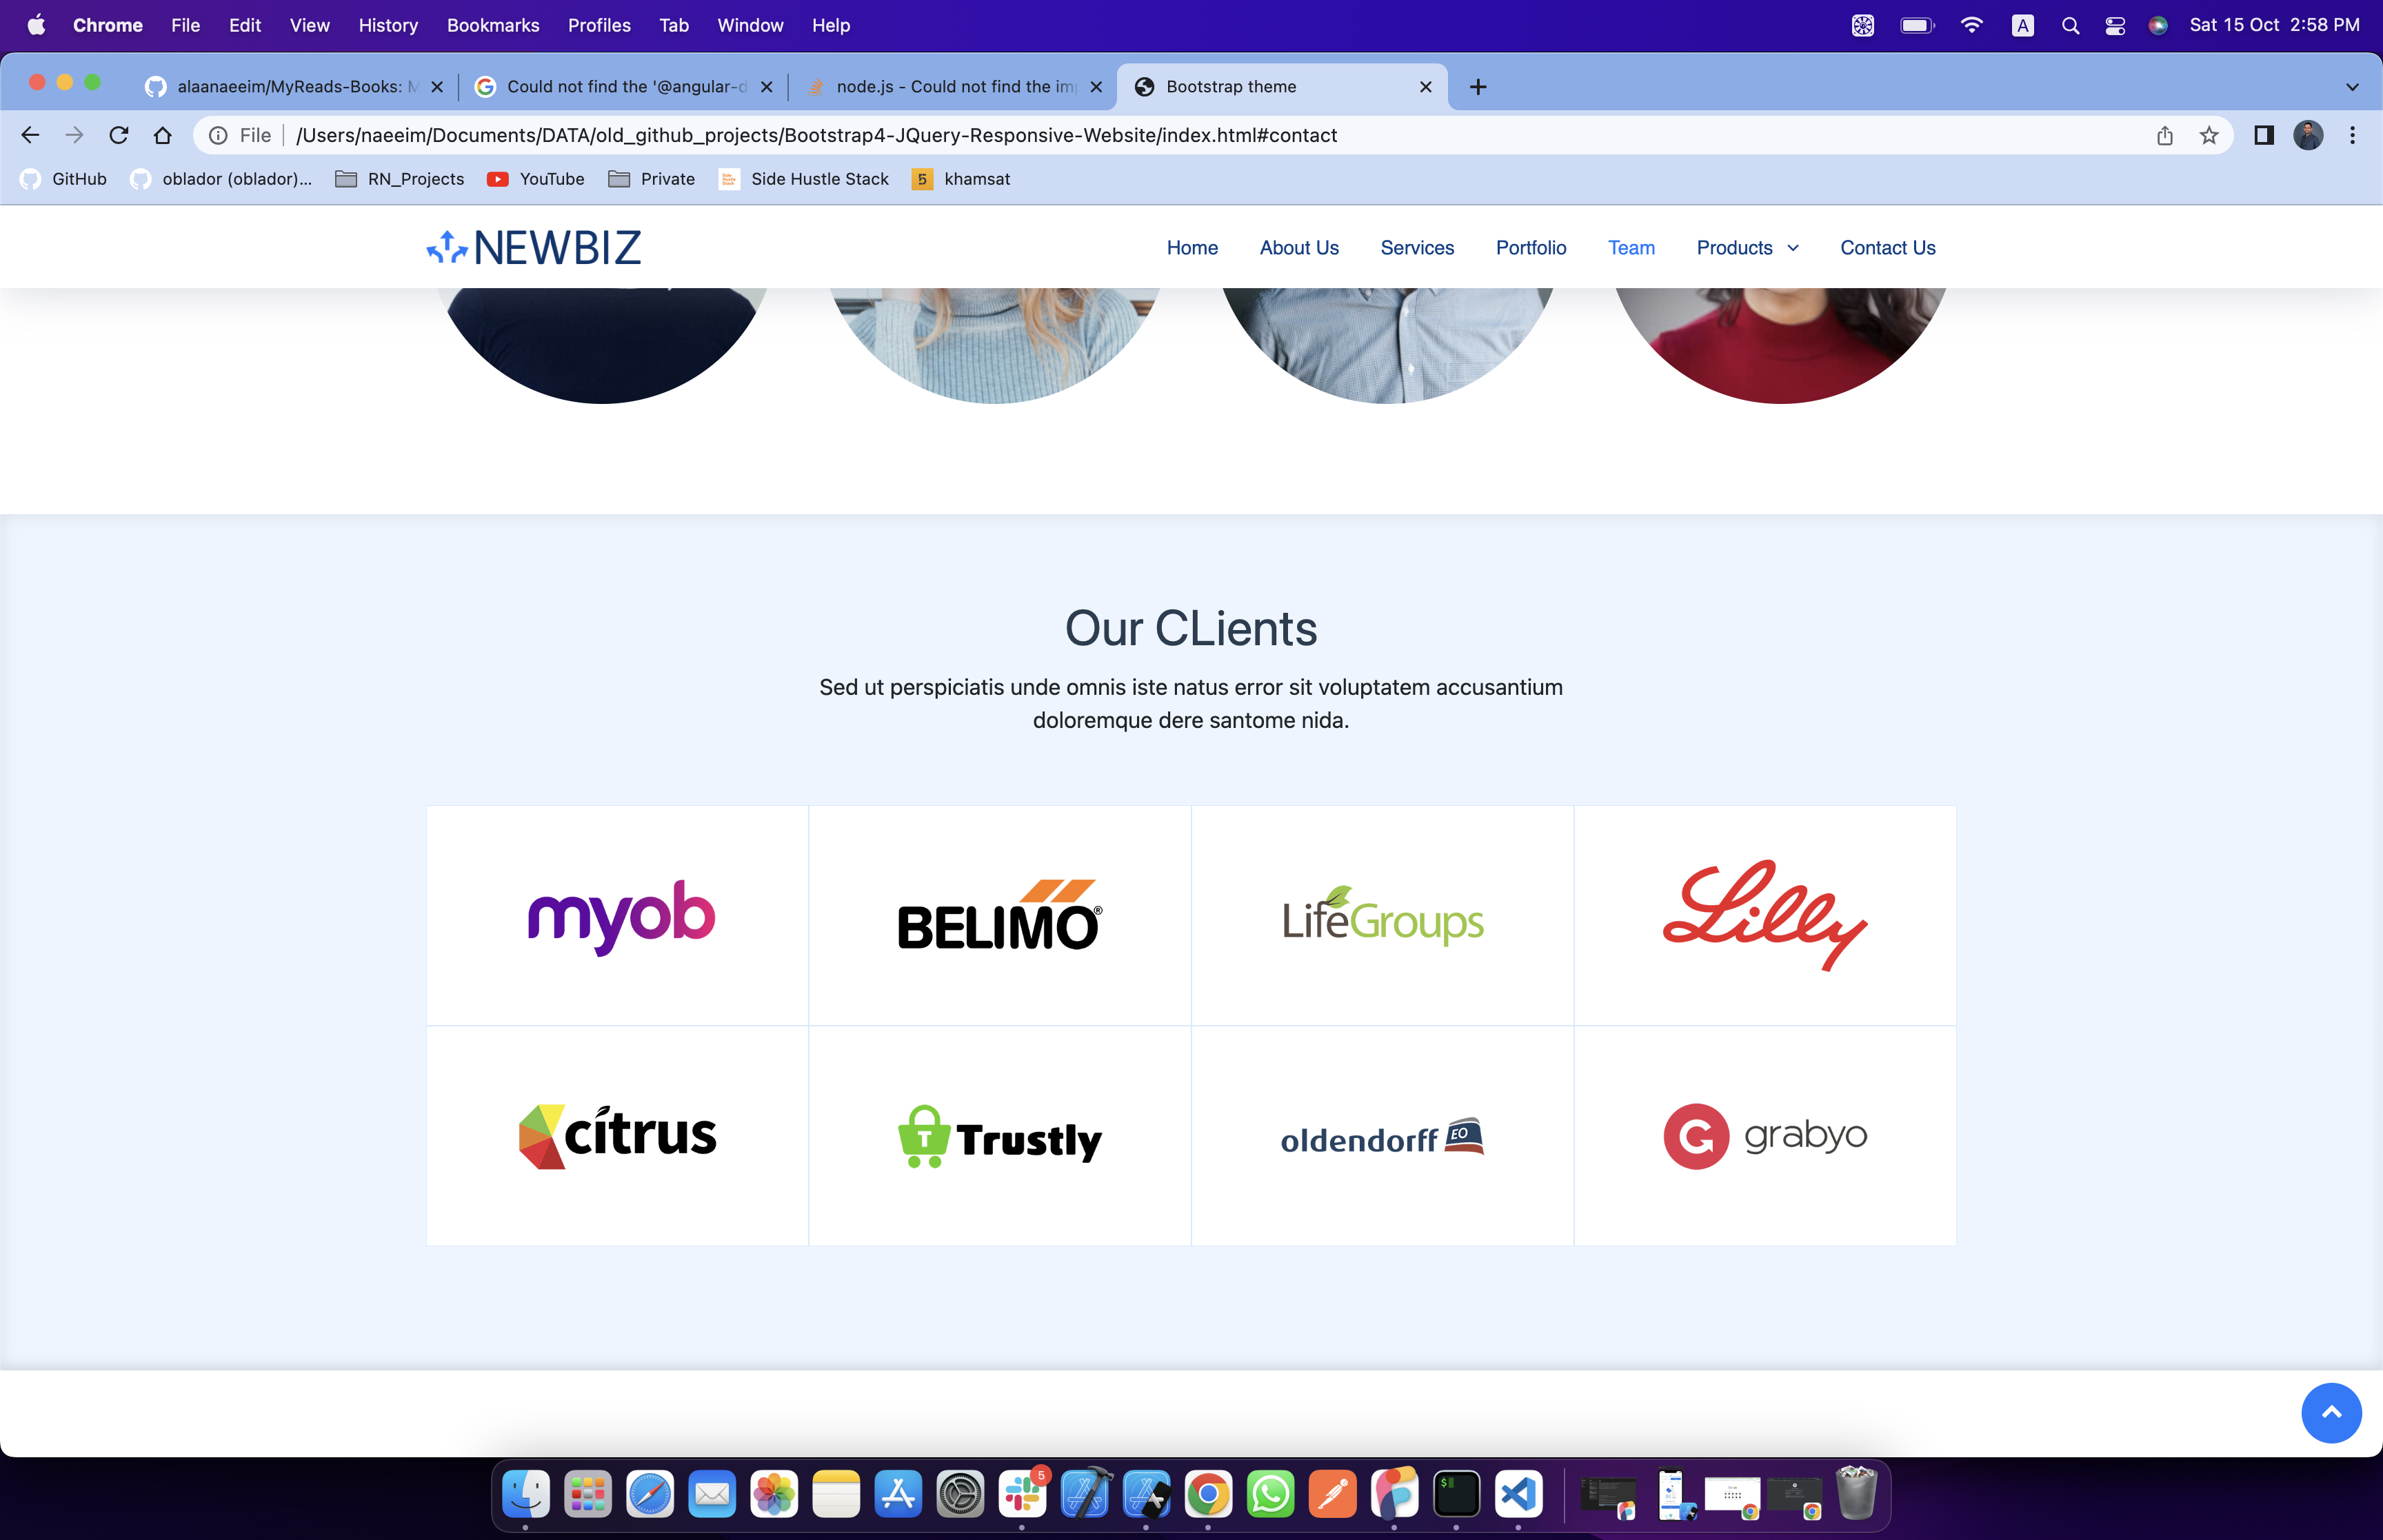 Chrome File Edit View History Bookmarks Profiles Tab Window Help A Sat 15 Oct 2:58 PM
alaanaeeim/MyReads-Books: M Could not find the '@angular-d node.js - Could not find the im Bootstrap theme
File /Users/naeeim/Documents/DATA/old_github_projects/Bootstrap4-JQuery-Responsive-Website/index.html#contact
GitHub oblador (oblador)... RN_Projects YouTube Private Side Hustle Stack 5 khamsat
NEWBIZ Home About Us Services Portfolio Team Products Contact Us
Our CLients
Sed ut perspiciatis unde omnis iste natus error sit voluptatem accusantium
doloremque dere santome nida.
myob BELIMO® LifeGroups Lilly
citrus T Trustly oldendorff EO G grabyo
5
$